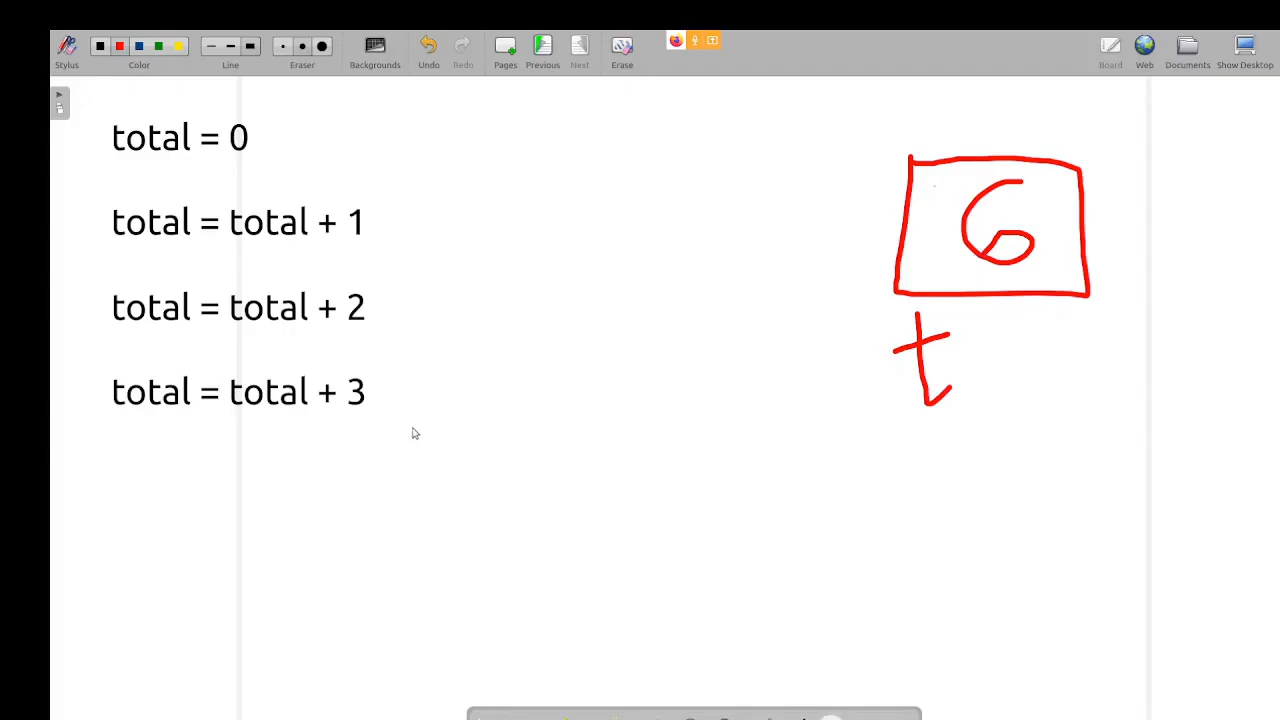 Stylus Color Line Eraser Backgrounds Undo Redo Pages Previous Next Erase Board Web Documents Show Desktop
total = 0
total = total + 1
total = total + 2
total = total + 3
6
t